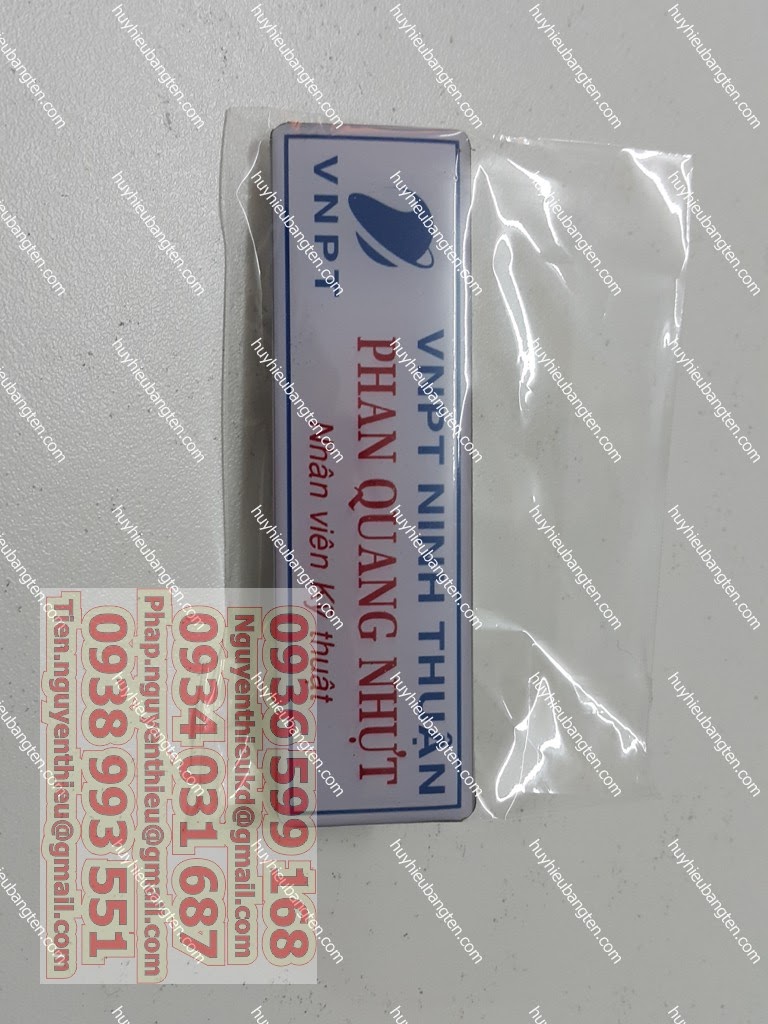 VNPT
VNPT NINH THUẬN
PHAN QUANG NHỰT
Nhân viên Kỹ thuật
0936 599 168
Nguyenthieukd@gmail.com
0934 031 687
Phap.nguyenthieu@gmail.com
0938 993 551
Tien.nguyenthieu@gmail.com
huyhieubangten.com